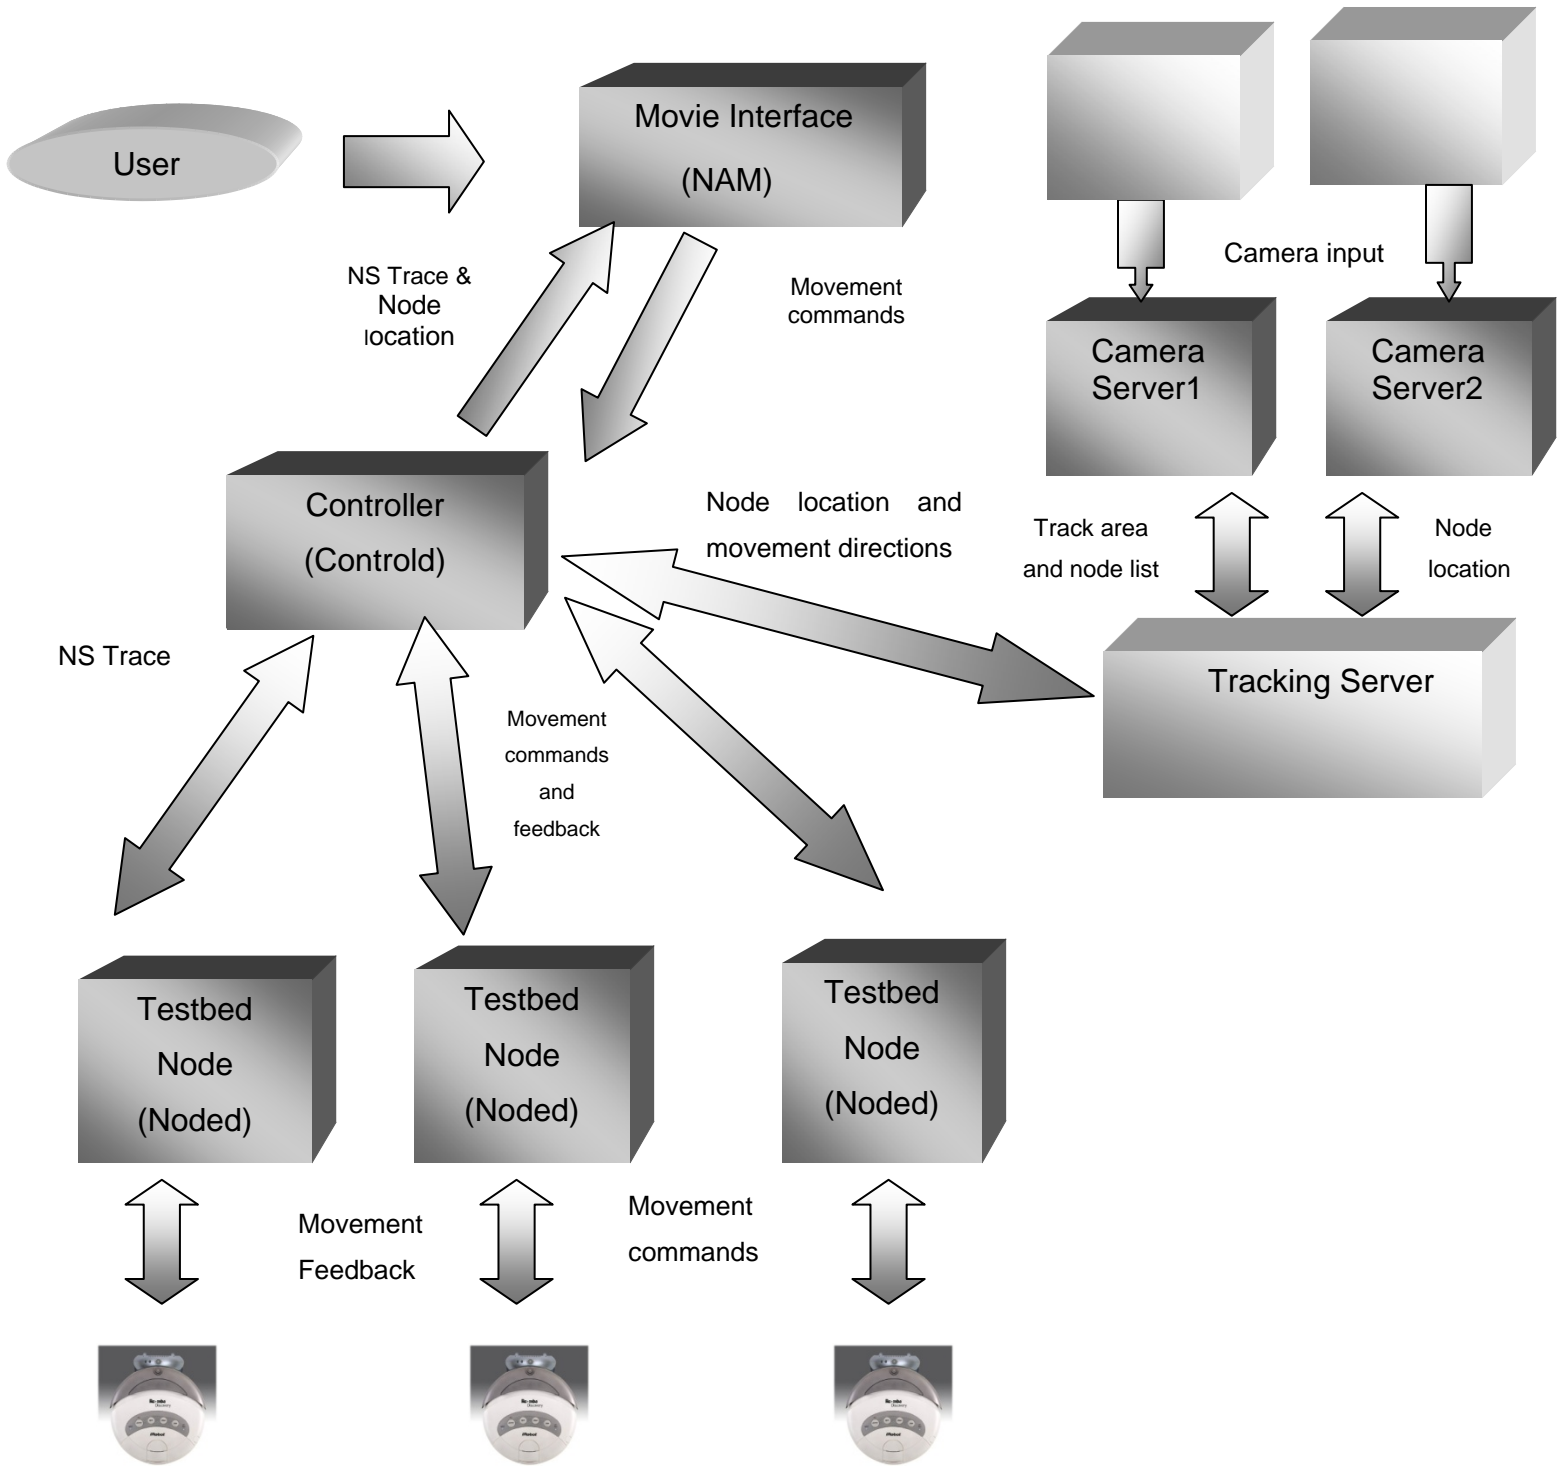 User
Movie Interface
(NAM)
Camera input
NS Trace &
Node
location
Movement
commands
Camera
Server1
Camera
Server2
Controller
(Controld)
Node location and
movement directions
Track area
and node list
Node
location
NS Trace
Tracking Server
Movement
commands
and
feedback
Testbed
Node
(Noded)
Testbed
Node
(Noded)
Testbed
Node
(Noded)
Movement
Feedback
Movement
commands